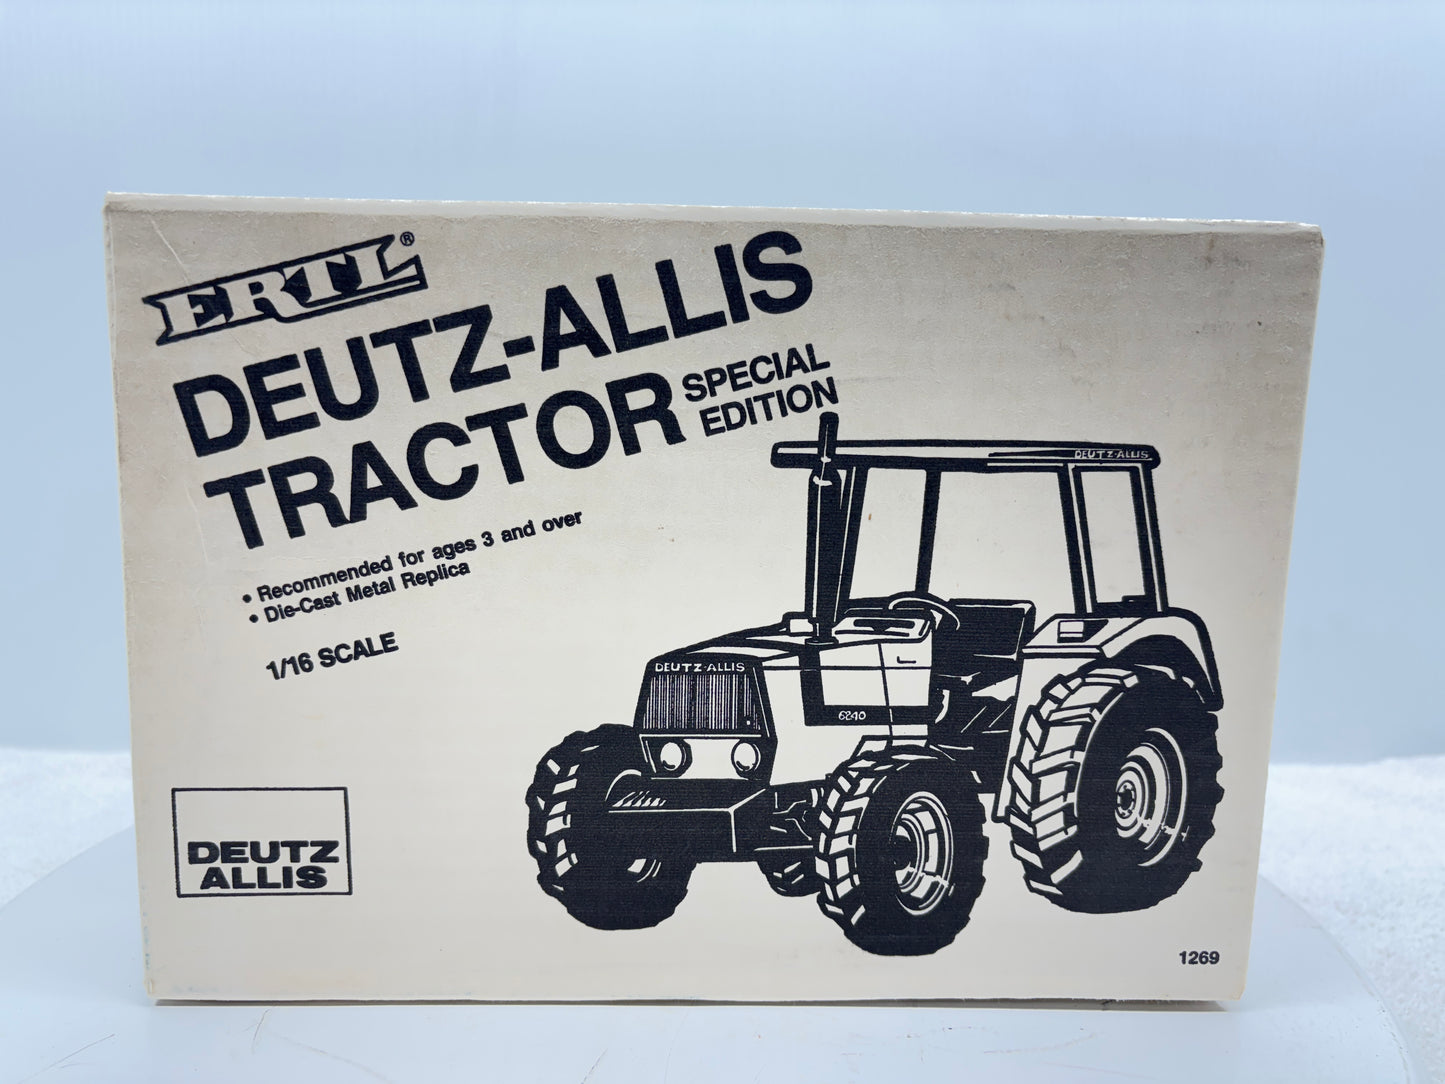 ERTL®
DEUTZ-ALLIS
TRACTOR SPECIAL
EDITION
• Recommended for ages 3 and over
• Die-Cast Metal Replica
1/16 SCALE
DEUTZ-ALLIS
DEUTZ-ALLIS
6240
DEUTZ
ALLIS
1269